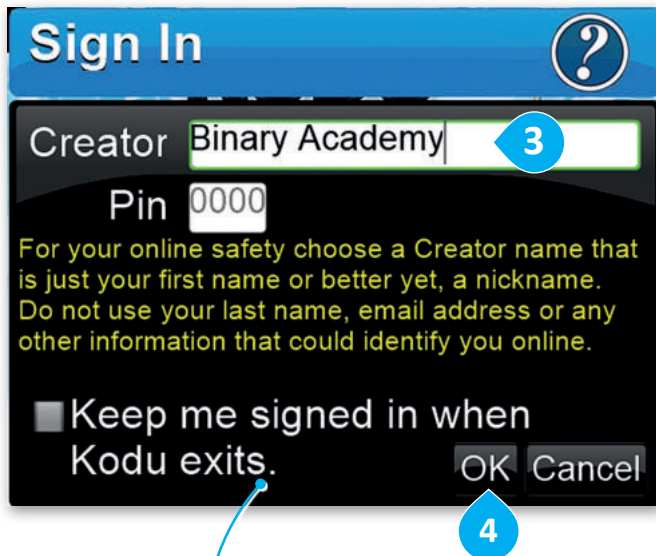 Sign In
?
Creator Binary Academy 3
Pin 0000
For your online safety choose a Creator name that
is just your first name or better yet, a nickname.
Do not use your last name, email address or any
other information that could identify you online.
Keep me signed in when
Kodu exits.
OK Cancel
4